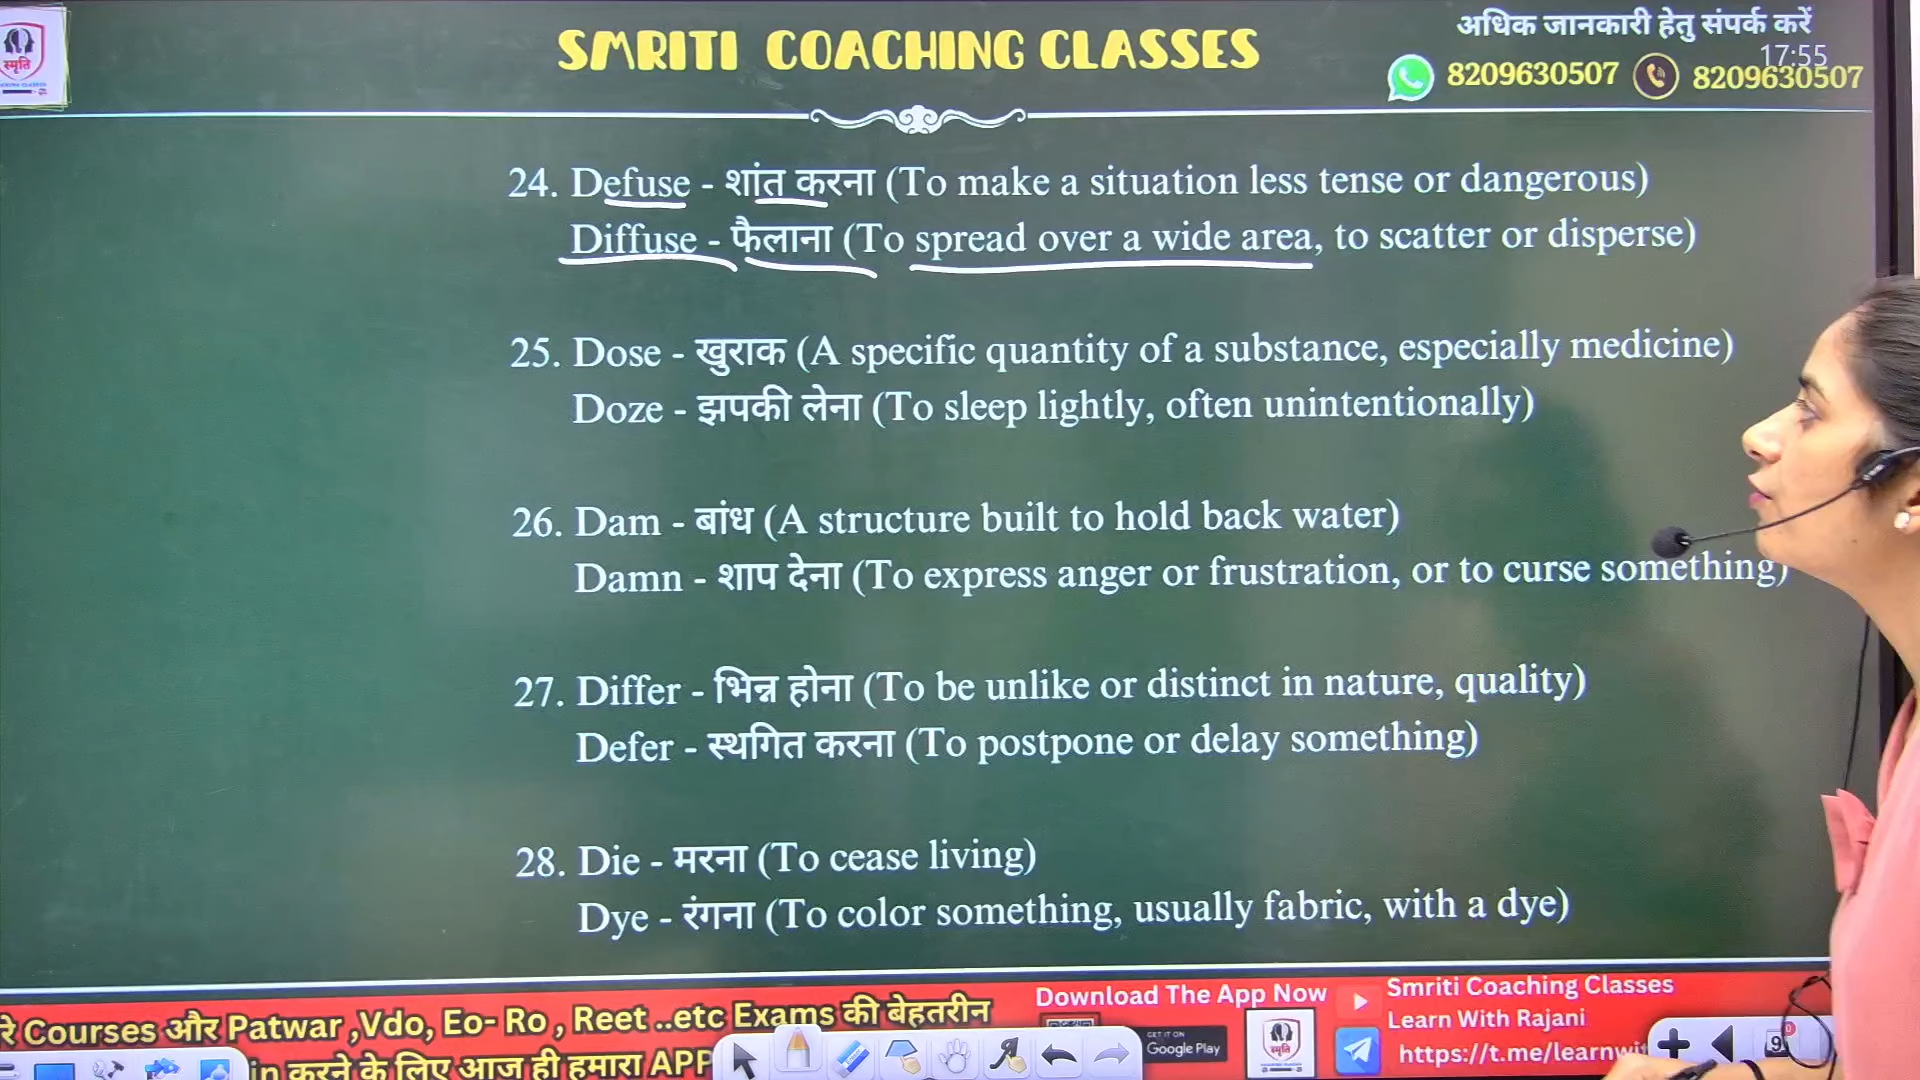 स्मृति
SMRITI COACHING CLASSES
अधिक जानकारी हेतु संपर्क करें
17:55
8209630507 8209630507
24. Defuse - शांत करना (To make a situation less tense or dangerous)
Diffuse - फैलाना (To spread over a wide area, to scatter or disperse)
25. Dose - खुराक (A specific quantity of a substance, especially medicine)
Doze - झपकी लेना (To sleep lightly, often unintentionally)
26. Dam - बांध (A structure built to hold back water)
Damn - शाप देना (To express anger or frustration, or to curse something)
27. Differ - भिन्न होना (To be unlike or distinct in nature, quality)
Defer - स्थगित करना (To postpone or delay something)
28. Die - मरना (To cease living)
Dye - रंगना (To color something, usually fabric, with a dye)
रे Courses और Patwar ,Vdo, Eo- Ro , Reet ..etc Exams की बेहतरीन
in करने के लिए आज ही हमारा APP
Download The App Now
GET IT ON
Google Play
स्मृति
Smriti Coaching Classes
Learn With Rajani
https://t.me/learnwit